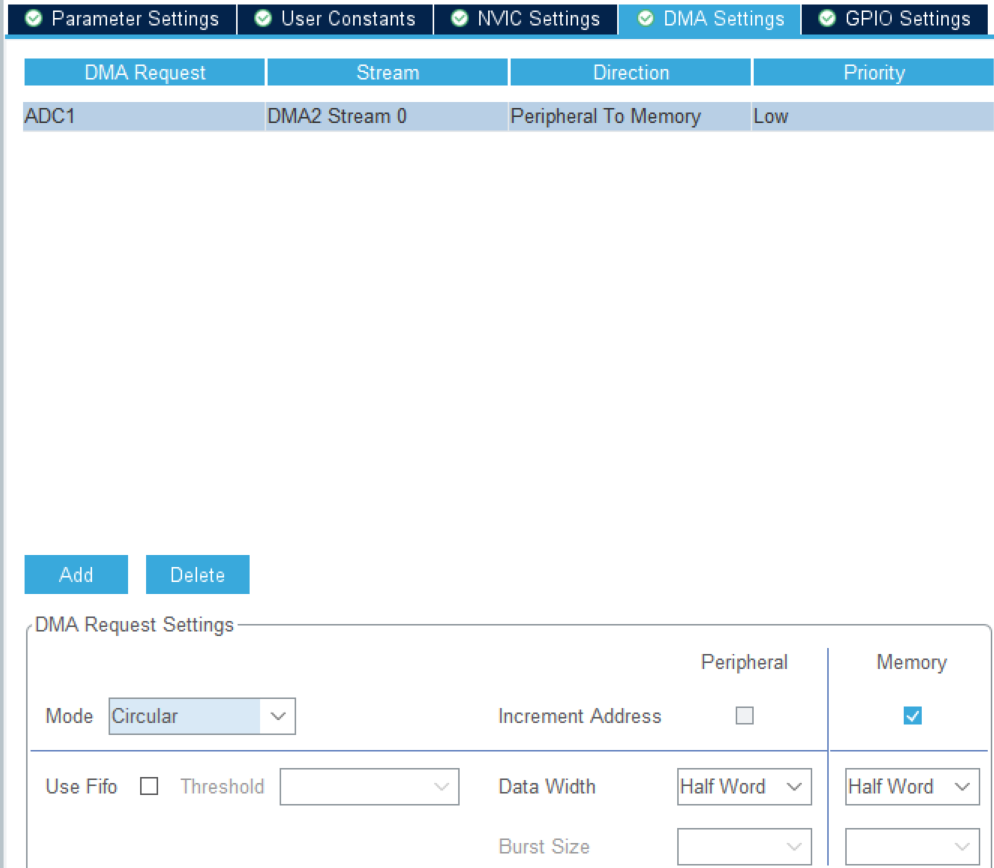 Parameter Settings User Constants NVIC Settings DMA Settings GPIO Settings
DMA Request Stream Direction Priority
ADC1 DMA2 Stream 0 Peripheral To Memory Low
Add Delete
DMA Request Settings
Peripheral Memory
Mode Circular Increment Address
Use Fifo Threshold Data Width Half Word Half Word
Burst Size